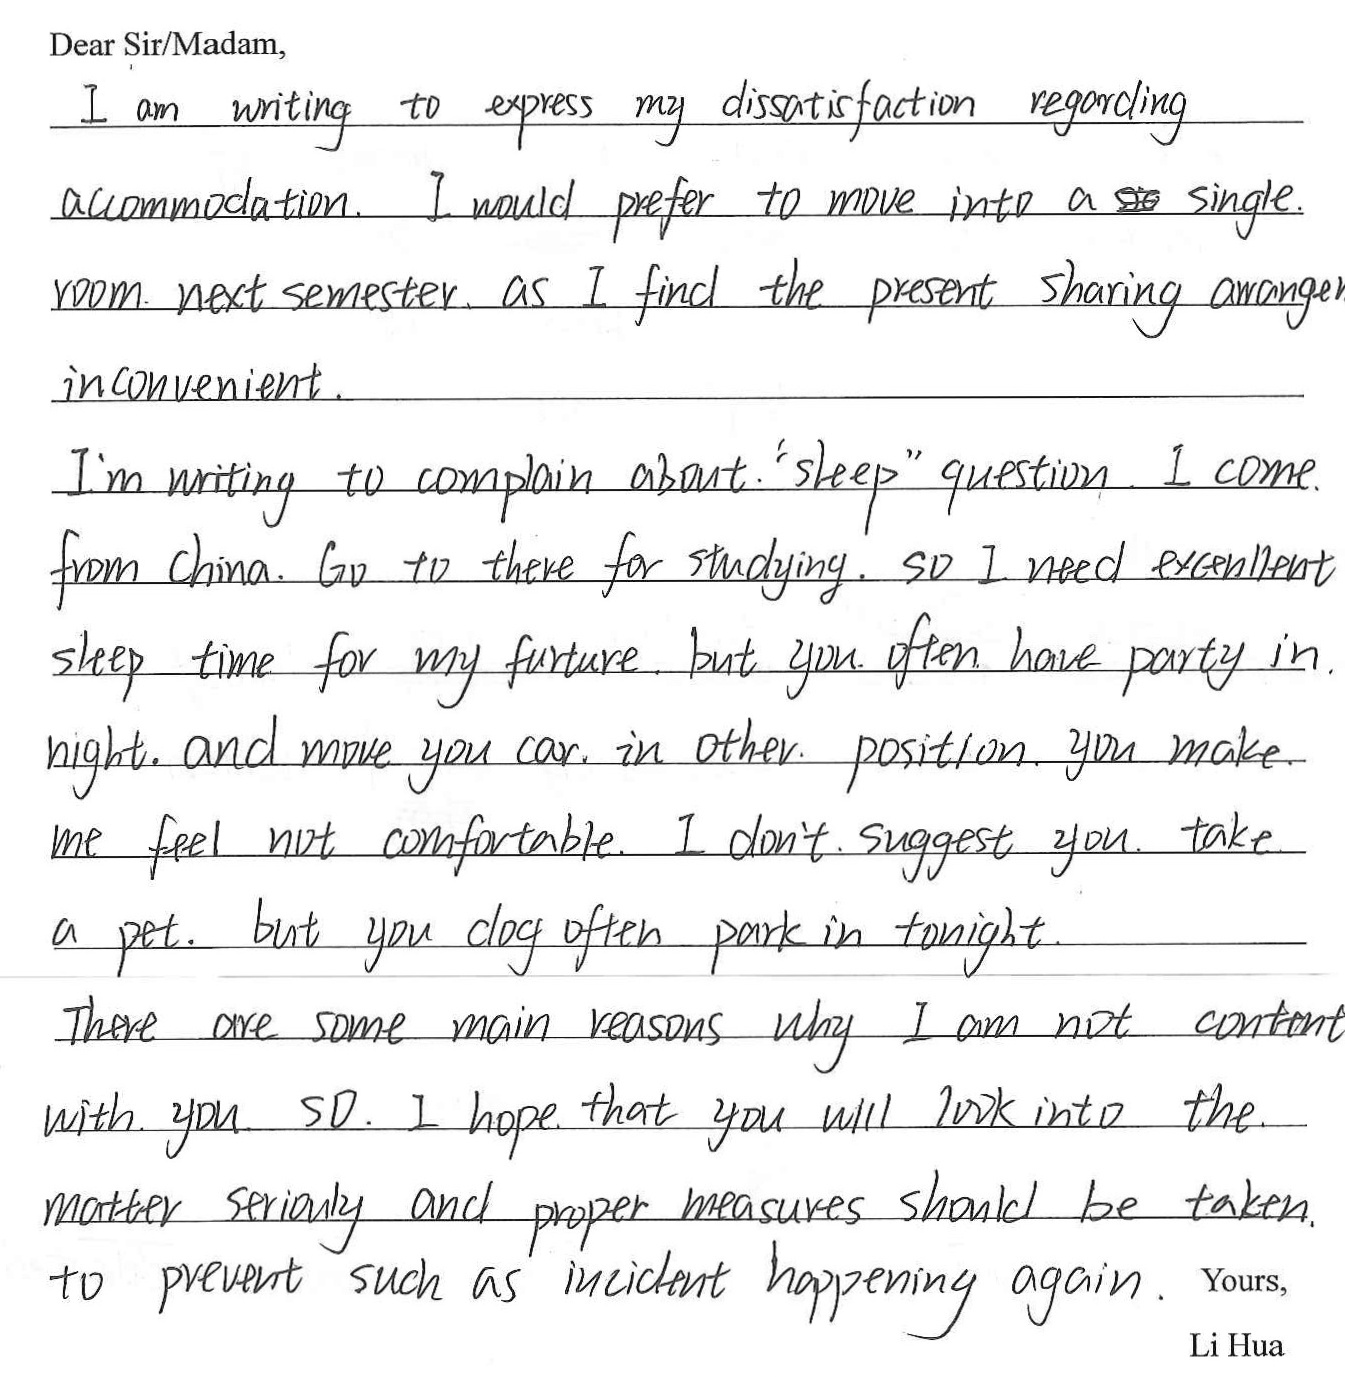 Dear Sir/Madam,
I am writing to express my dissatisfaction regarding
accommodation. I would prefer to move into a single.
room. next semester. as I find the present sharing arrangem
inconvenient.
I'm writing to complain about. "sleep" question. I come.
from China. Go to there for studying. so I need excenllent
sleep time for my furture. but you. often have party in.
night. and move you car. in other. position. you make.
me feel not comfortable. I don't. suggest you. take
a pet. but you dog often park in tonight.
There are some main reasons why I am not content
with. you so. I hope. that you will look into the.
matter seriouly and proper measures should be taken.
to prevent such as incident happening again. Yours,
Li Hua